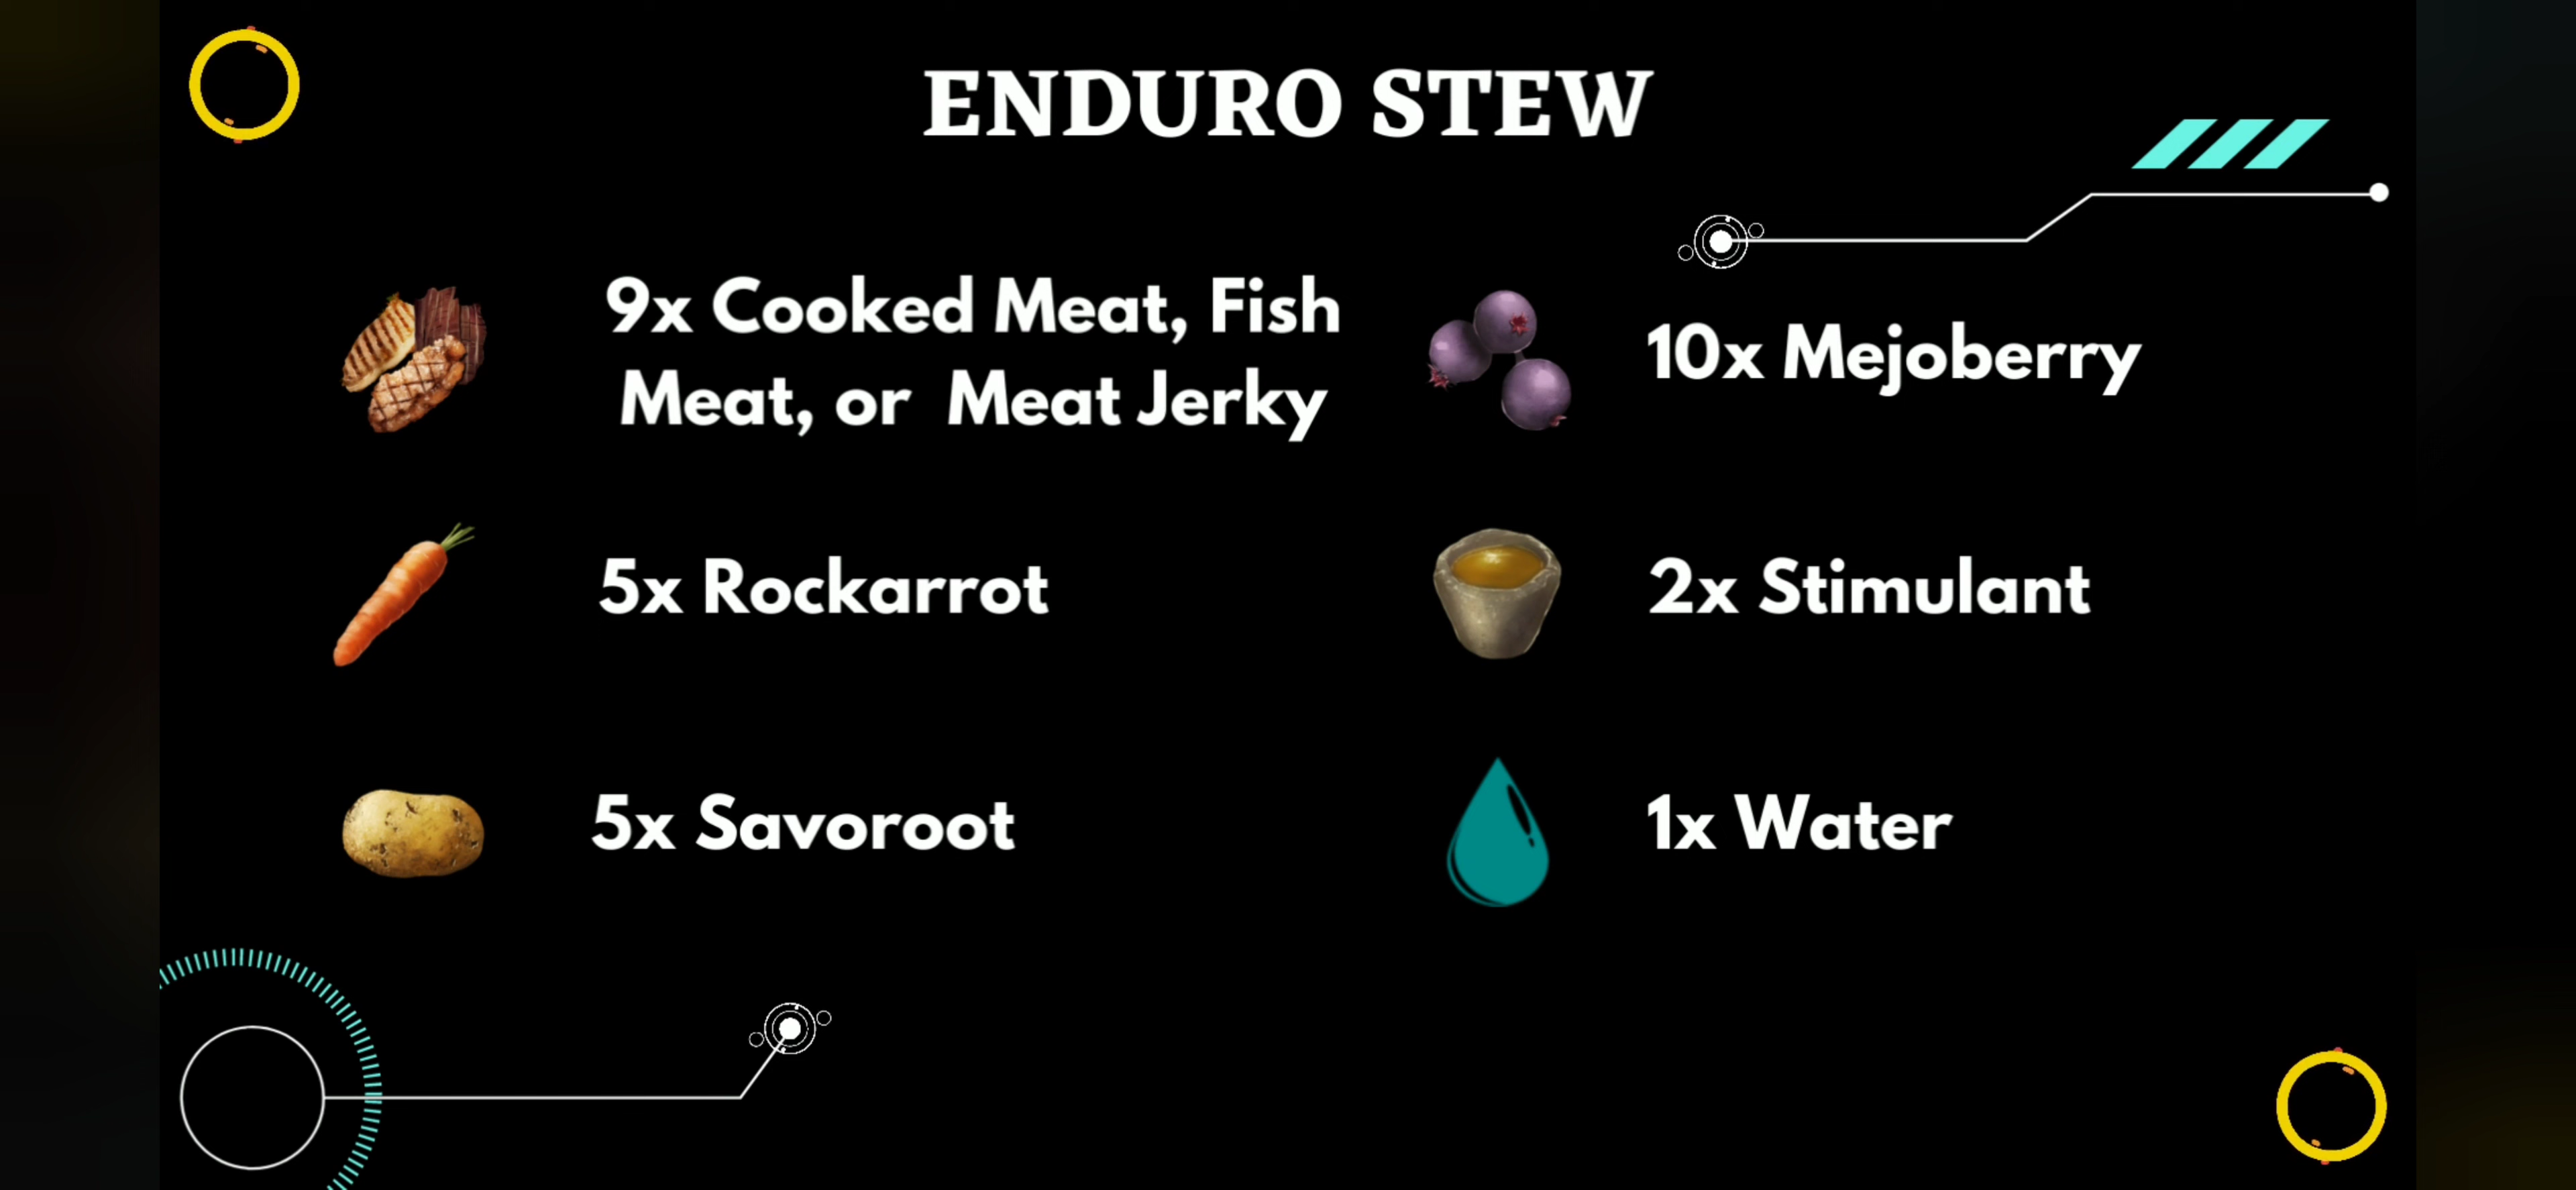 ENDURO STEW
9x Cooked Meat, Fish
Meat, or Meat Jerky
5x Rockarrot
5x Savoroot
10x Mejoberry
2x Stimulant
1x Water